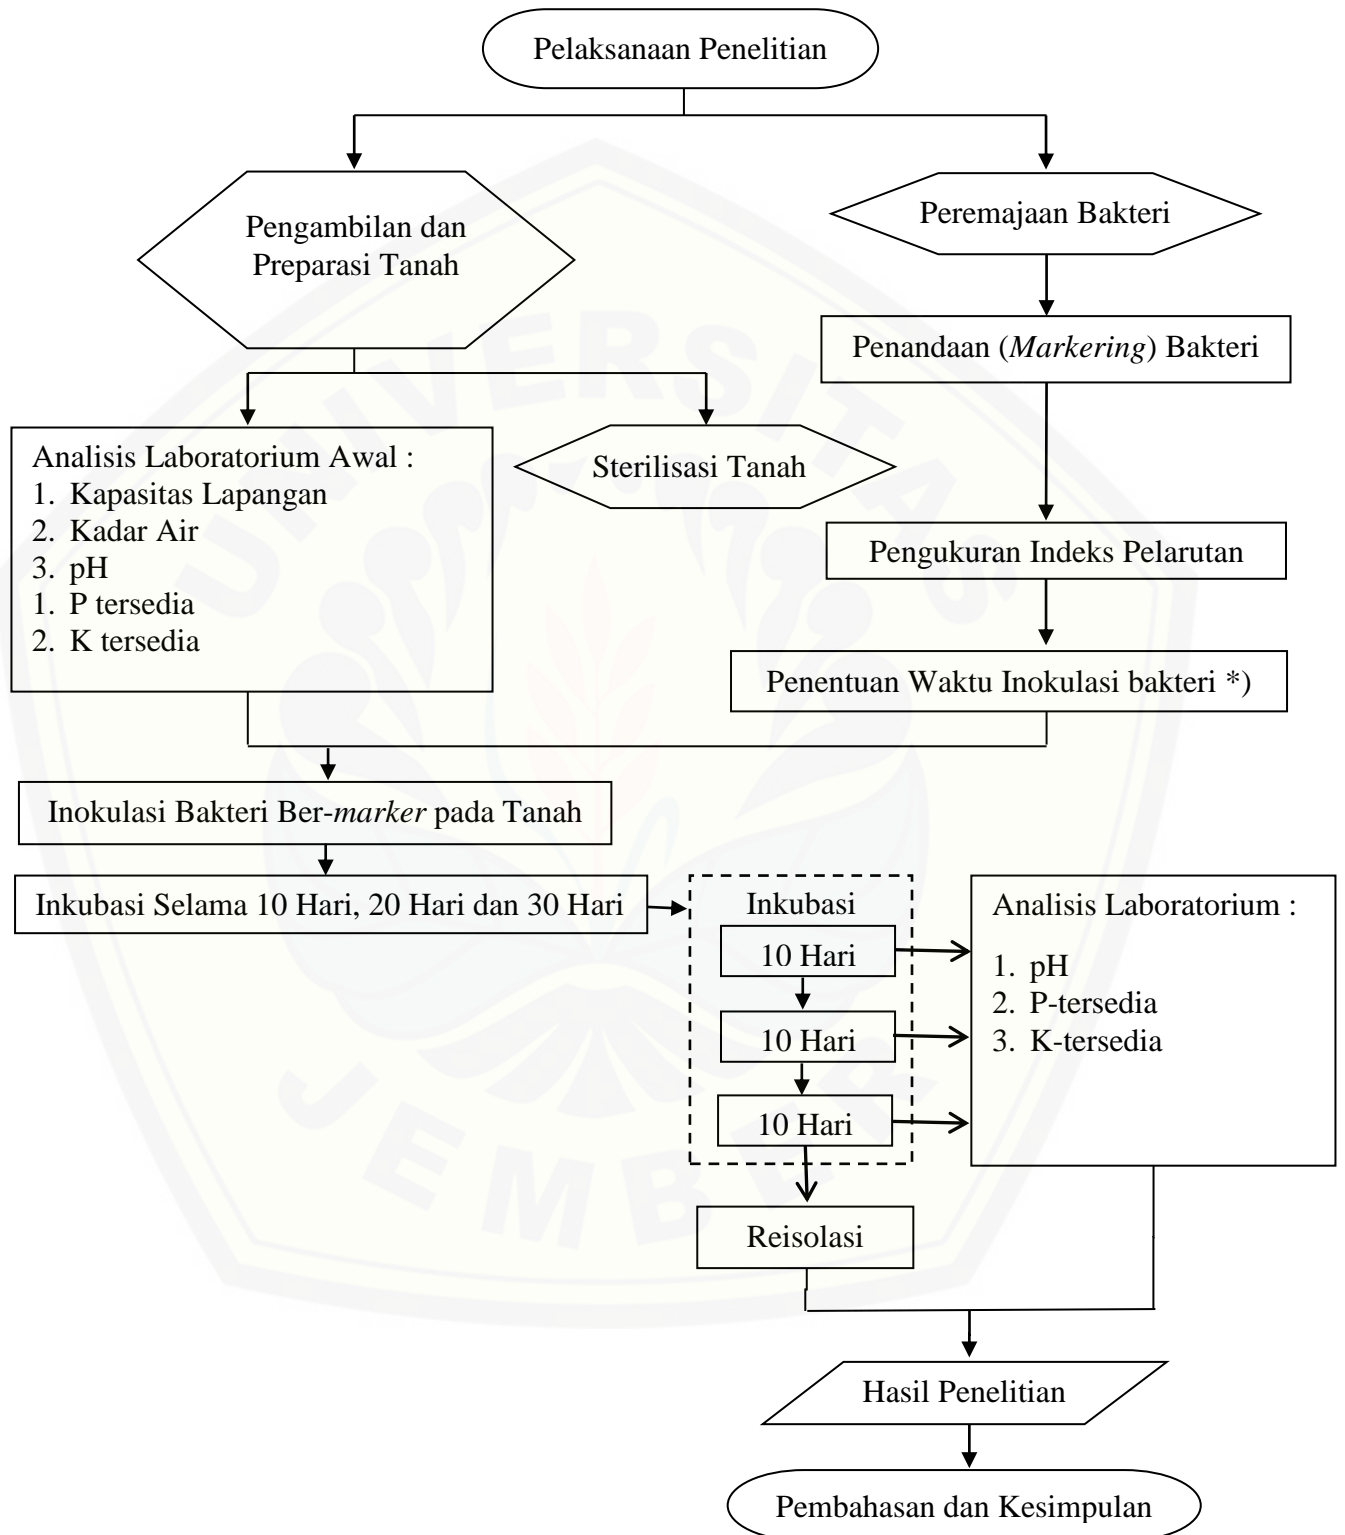 Pelaksanaan Penelitian
Pengambilan dan
Preparasi Tanah
Peremajaan Bakteri
Penandaan (Markering) Bakteri
Analisis Laboratorium Awal :
1. Kapasitas Lapangan
2. Kadar Air
3. pH
1. P tersedia
2. K tersedia
Sterilisasi Tanah
Pengukuran Indeks Pelarutan
Penentuan Waktu Inokulasi bakteri *)
Inokulasi Bakteri Ber-marker pada Tanah
Inkubasi Selama 10 Hari, 20 Hari dan 30 Hari
Inkubasi
10 Hari
10 Hari
10 Hari
Analisis Laboratorium :
1. pH
2. P-tersedia
3. K-tersedia
Reisolasi
Hasil Penelitian
Pembahasan dan Kesimpulan
UNIVERSITAS
JEMBER